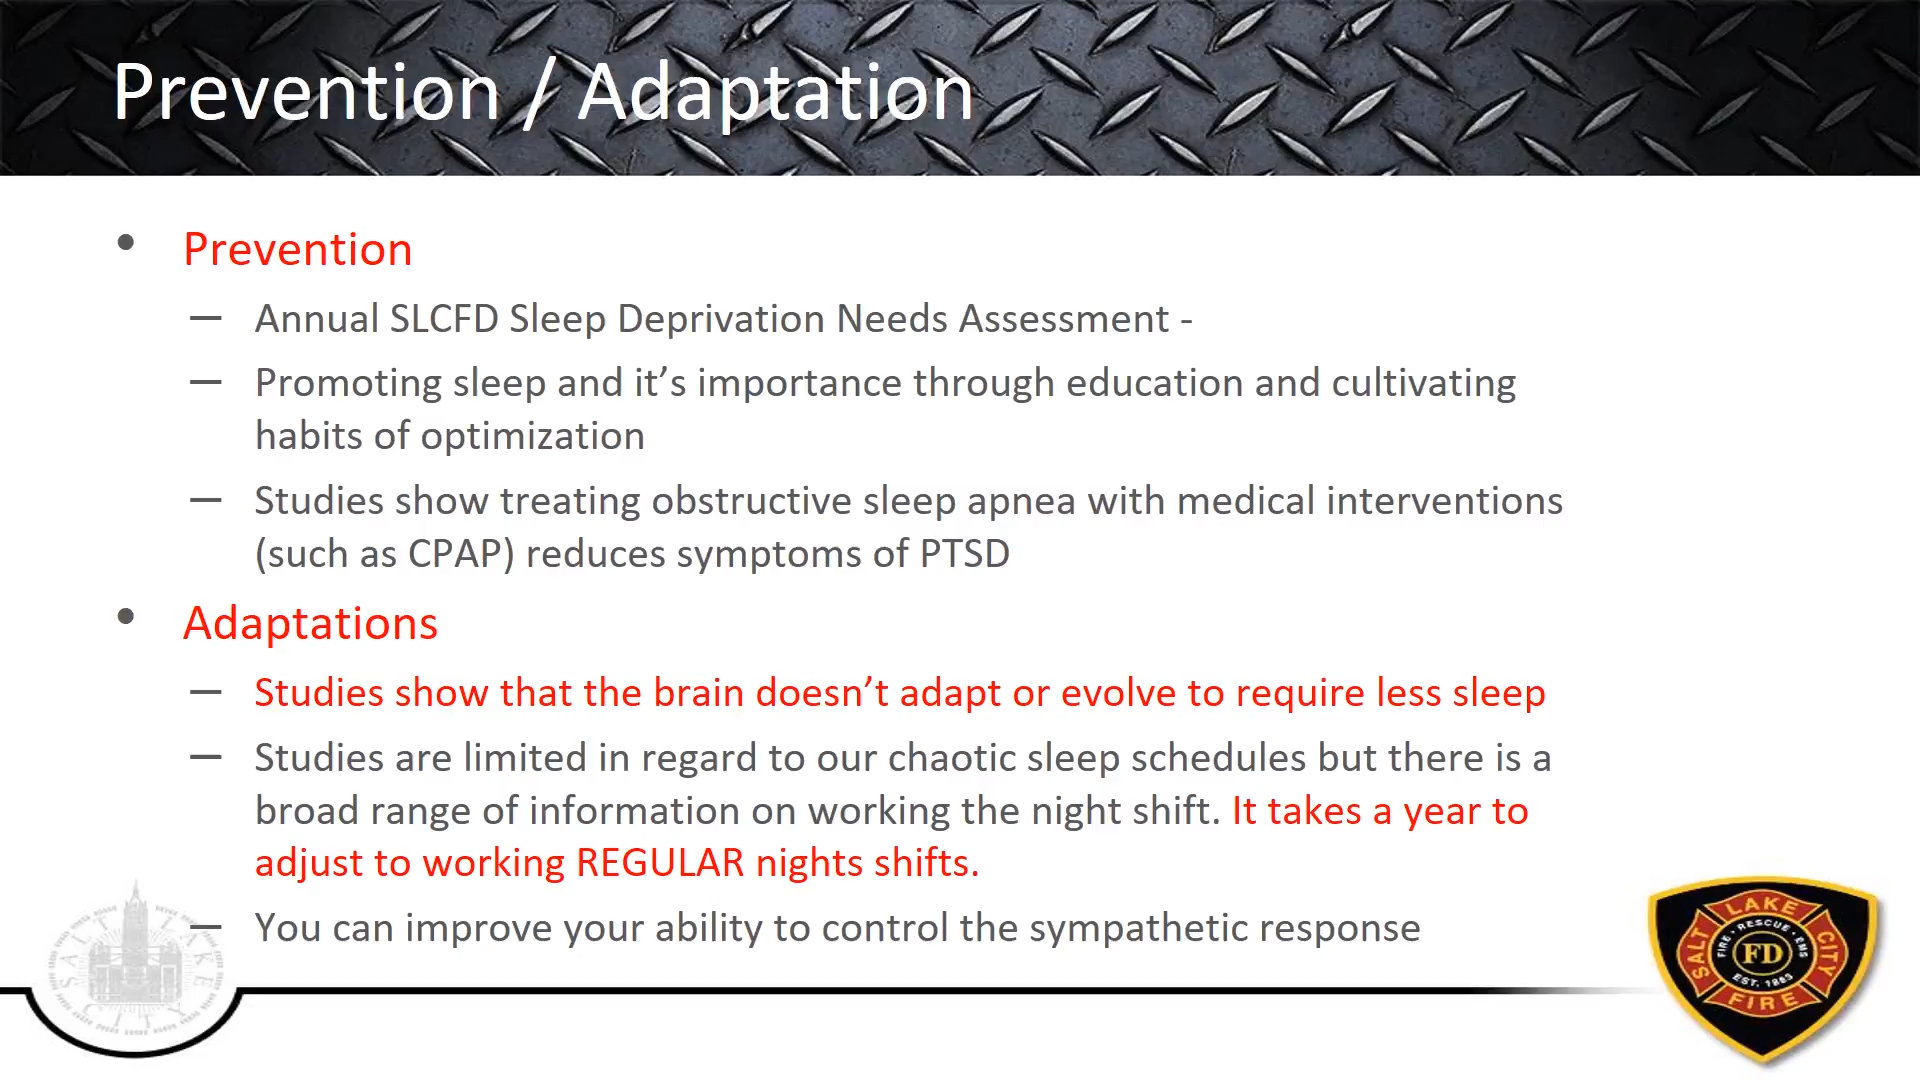 Prevention / Adaptation
• Prevention
— Annual SLCFD Sleep Deprivation Needs Assessment -
— Promoting sleep and it’s importance through education and cultivating
habits of optimization
— Studies show treating obstructive sleep apnea with medical interventions
(such as CPAP) reduces symptoms of PTSD
• Adaptations
— Studies show that the brain doesn’t adapt or evolve to require less sleep
— Studies are limited in regard to our chaotic sleep schedules but there is a
broad range of information on working the night shift. It takes a year to
adjust to working REGULAR nights shifts.
— You can improve your ability to control the sympathetic response
SALT LAKE CITY
SALT LAKE CITY FIRE
FIRE • RESCUE • EMS
FD
EST. 1883